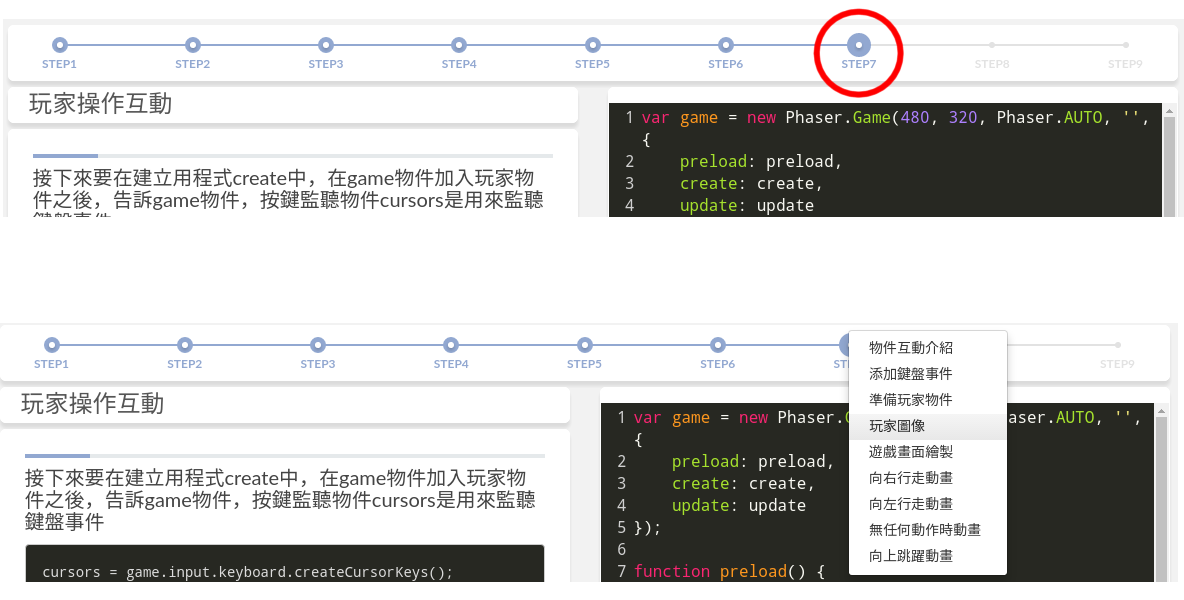 STEP1 STEP2 STEP3 STEP4 STEP5 STEP6 STEP7 STEP8 STEP9
玩家操作互動
接下來要在建立用程式create中，在game物件加入玩家物
件之後，告訴game物件，按鍵監聽物件cursors是用來監聽
鍵盤事件
1 var game = new Phaser.Game(480, 320, Phaser.AUTO, '',
{
2 preload: preload,
3 create: create,
4 update: update
STEP1 STEP2 STEP3 STEP4 STEP5 STEP6 STEP9
玩家操作互動
接下來要在建立用程式create中，在game物件加入玩家物
件之後，告訴game物件，按鍵監聽物件cursors是用來監聽
鍵盤事件
cursors = game.input.keyboard.createCursorKeys();
1 var game = new Phaser. aser.AUTO, '',
{
2 preload: preload,
3 create: create,
4 update: update
5 });
6
7 function preload() {
物件互動介紹
添加鍵盤事件
準備玩家物件
玩家圖像
遊戲畫面繪製
向右行走動畫
向左行走動畫
無任何動作時動畫
向上跳躍動畫